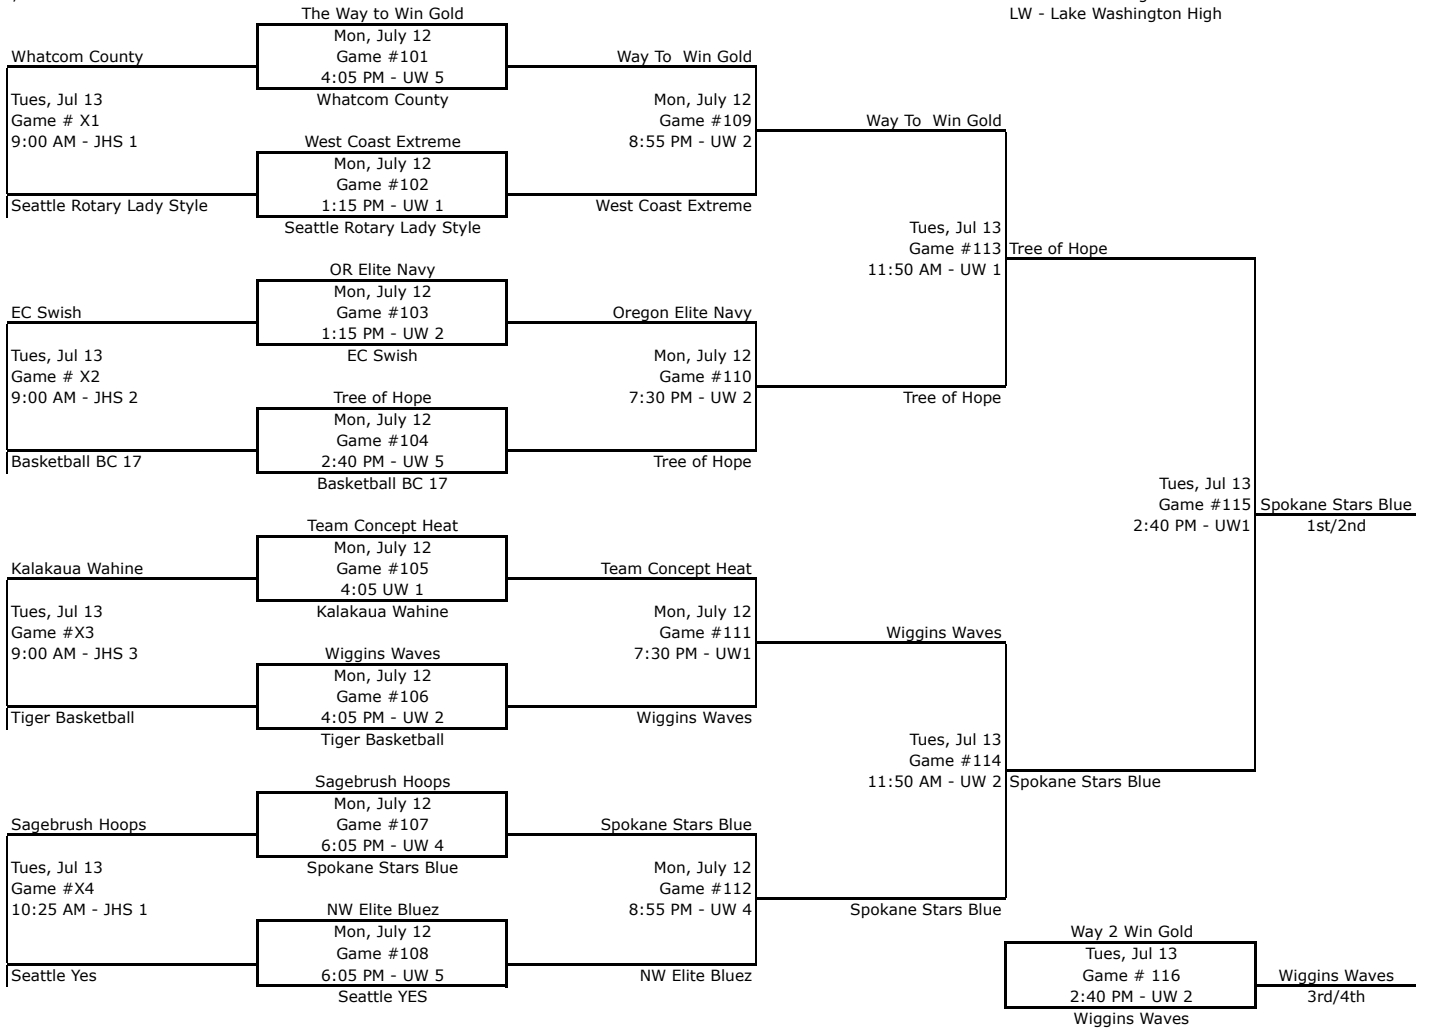 The Way to Win Gold
LW - Lake Washington High
Mon, July 12
Whatcom County
Game #101
Way To  Win Gold
4:05 PM - UW 5
Tues, Jul 13
Whatcom County
Mon, July 12
Game # X1
Game #109
Way To  Win Gold
9:00 AM - JHS 1
West Coast Extreme
8:55 PM - UW 2
Mon, July 12
Game #102
Seattle Rotary Lady Style
1:15 PM - UW 1
West Coast Extreme
Seattle Rotary Lady Style
Tues, Jul 13
Game #113
Tree of Hope
OR Elite Navy
11:50 AM - UW 1
Mon, July 12
EC Swish
Game #103
Oregon Elite Navy
1:15 PM - UW 2
Tues, Jul 13
EC Swish
Mon, July 12
Game # X2
Game #110
9:00 AM - JHS 2
Tree of Hope
7:30 PM - UW 2
Tree of Hope
Mon, July 12
Game #104
Basketball BC 17
2:40 PM - UW 5
Tree of Hope
Basketball BC 17
Tues, Jul 13
Game #115
Spokane Stars Blue
Team Concept Heat
2:40 PM - UW1
1st/2nd
Mon, July 12
Kalakaua Wahine
Game #105
Team Concept Heat
4:05 UW 1
Tues, Jul 13
Kalakaua Wahine
Mon, July 12
Game #X3
Game #111
Wiggins Waves
9:00 AM - JHS 3
Wiggins Waves
7:30 PM - UW1
Mon, July 12
Game #106
Tiger Basketball
4:05 PM - UW 2
Wiggins Waves
Tiger Basketball
Tues, Jul 13
Game #114
Sagebrush Hoops
11:50 AM - UW 2
Spokane Stars Blue
Mon, July 12
Sagebrush Hoops
Game #107
Spokane Stars Blue
6:05 PM - UW 4
Tues, Jul 13
Spokane Stars Blue
Mon, July 12
Game #X4
Game #112
10:25 AM - JHS 1
NW Elite Bluez
8:55 PM - UW 4
Spokane Stars Blue
Mon, July 12
Way 2 Win Gold
Game #108
Tues, Jul 13
Seattle Yes
6:05 PM - UW 5
NW Elite Bluez
Game # 116
Wiggins Waves
Seattle YES
2:40 PM - UW 2
3rd/4th
Wiggins Waves